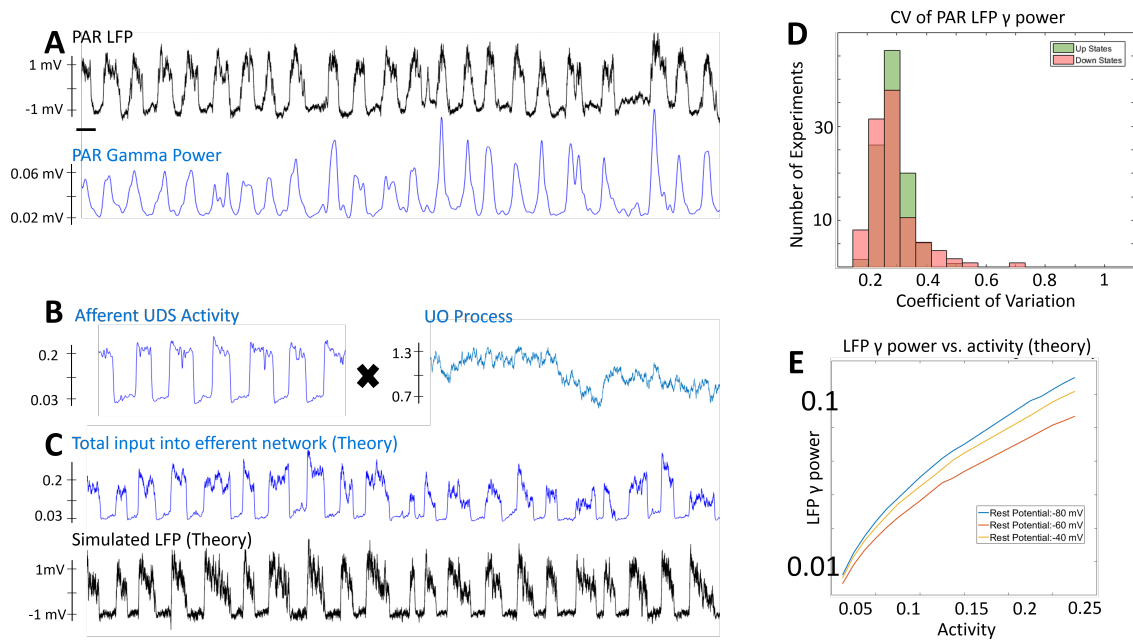 A
PAR LFP
1 mV
-1 mV
PAR Gamma Power
0.06 mV
0.02 mV
B
Afferent UDS Activity
0.2
0.03
UO Process
1.3
0.7
C
Total input into efferent network (Theory)
0.2
0.03
Simulated LFP (Theory)
1mV
-1 mV
D
CV of PAR LFP γ power
Up States
Down States
Number of Experiments
30
10
0.2 0.4 0.6 0.8 1
Coefficient of Variation
E
LFP γ power vs. activity (theory)
LFP γ power
0.1
0.01
Rest Potential:-80 mV
Rest Potential:-60 mV
Rest Potential:-40 mV
0.05 0.1 0.15 0.2 0.25
Activity